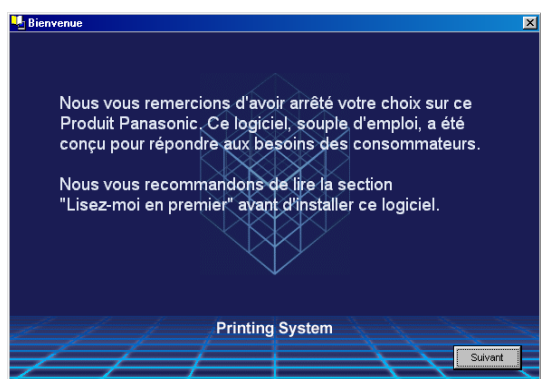 Bienvenue
Nous vous remercions d'avoir arrêté votre choix sur ce
Produit Panasonic. Ce logiciel, souple d'emploi, a été
conçu pour répondre aux besoins des consommateurs.
Nous vous recommandons de lire la section
"Lisez-moi en premier" avant d'installer ce logiciel.
Printing System
Suivant